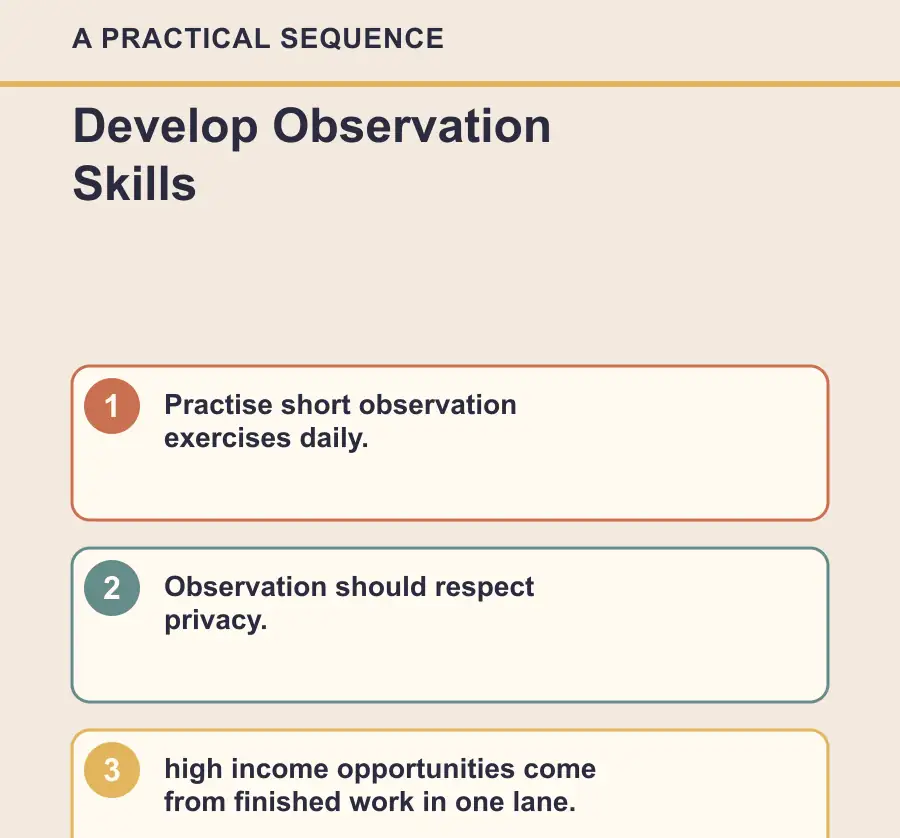 A PRACTICAL SEQUENCE
Develop Observation
Skills
1
Practise short observation
exercises daily.
2
Observation should respect
privacy.
3
high income opportunities come
from finished work in one lane.